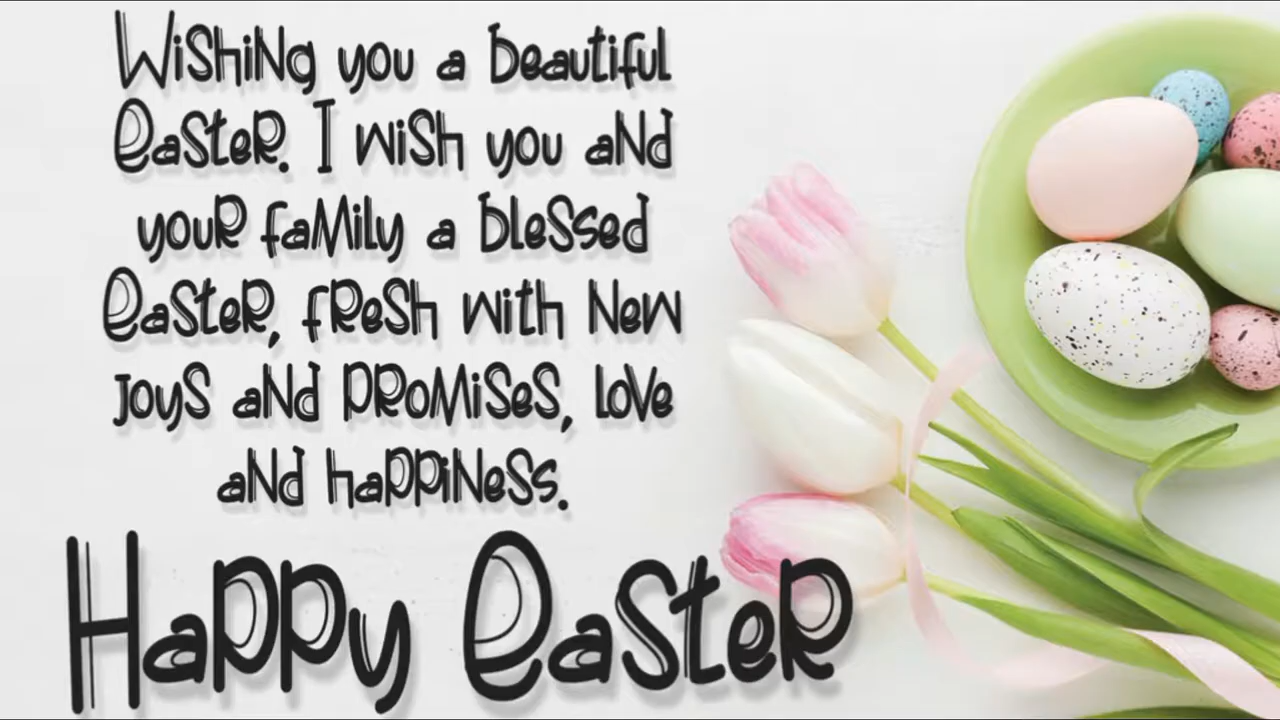 Wishing you a beautiful
Easter. I wish you and
your family a blessed
Easter, fresh with new
joys and promises, love
and happiness.
Happy Easter